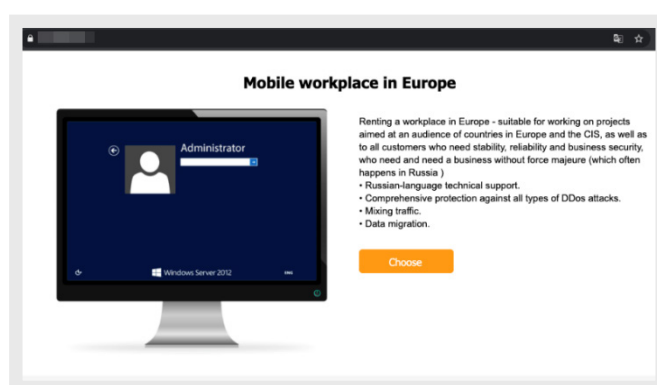 Mobile workplace in Europe
Administrator
Windows Server 2012
ENG
Renting a workplace in Europe - suitable for working on projects
aimed at an audience of countries in Europe and the CIS, as well as
to all customers who need stability, reliability and business security,
who need and need a business without force majeure (which often
happens in Russia )
• Russian-language technical support.
• Comprehensive protection against all types of DDos attacks.
• Mixing traffic.
• Data migration.
Choose